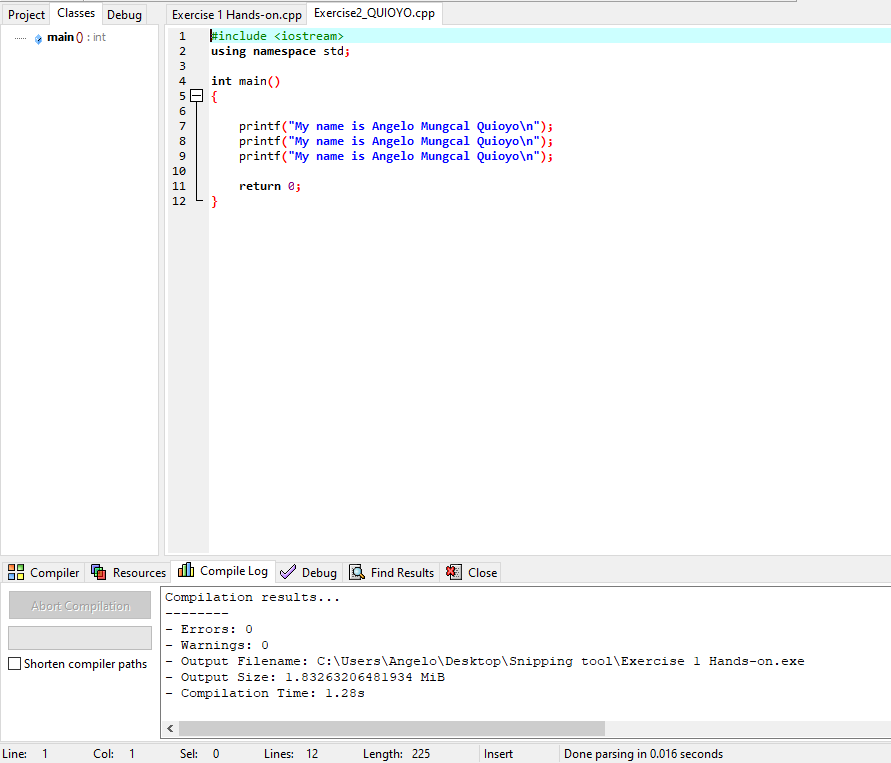 Project Classes Debug Exercise 1 Hands-on.cpp Exercise2_QUIOYO.cpp
main() : int
1 #include <iostream>
2 using namespace std;
3
4 int main()
5 {
6
7 printf("My name is Angelo Mungcal Quioyo\n");
8 printf("My name is Angelo Mungcal Quioyo\n");
9 printf("My name is Angelo Mungcal Quioyo\n");
10
11 return 0;
12 }
Compiler Resources Compile Log Debug Find Results Close
Abort Compilation
Shorten compiler paths
Compilation results...
--------
- Errors: 0
- Warnings: 0
- Output Filename: C:\Users\Angelo\Desktop\Snipping tool\Exercise 1 Hands-on.exe
- Output Size: 1.83263206481934 MiB
- Compilation Time: 1.28s
Line: 1 Col: 1 Sel: 0 Lines: 12 Length: 225 Insert Done parsing in 0.016 seconds